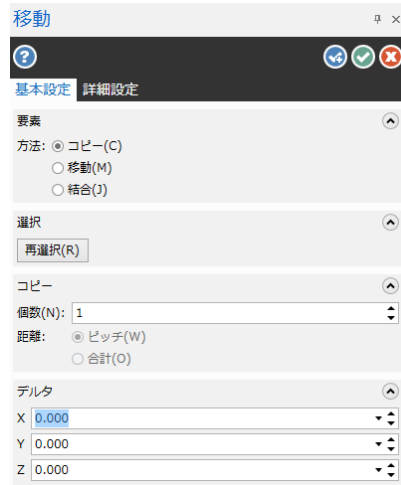 移動
基本設定 詳細設定
要素
方法: コピー(C)
移動(M)
結合(J)
選択
再選択(R)
コピー
個数(N): 1
距離: ピッチ(W)
合計(O)
デルタ
X 0.000
Y 0.000
Z 0.000